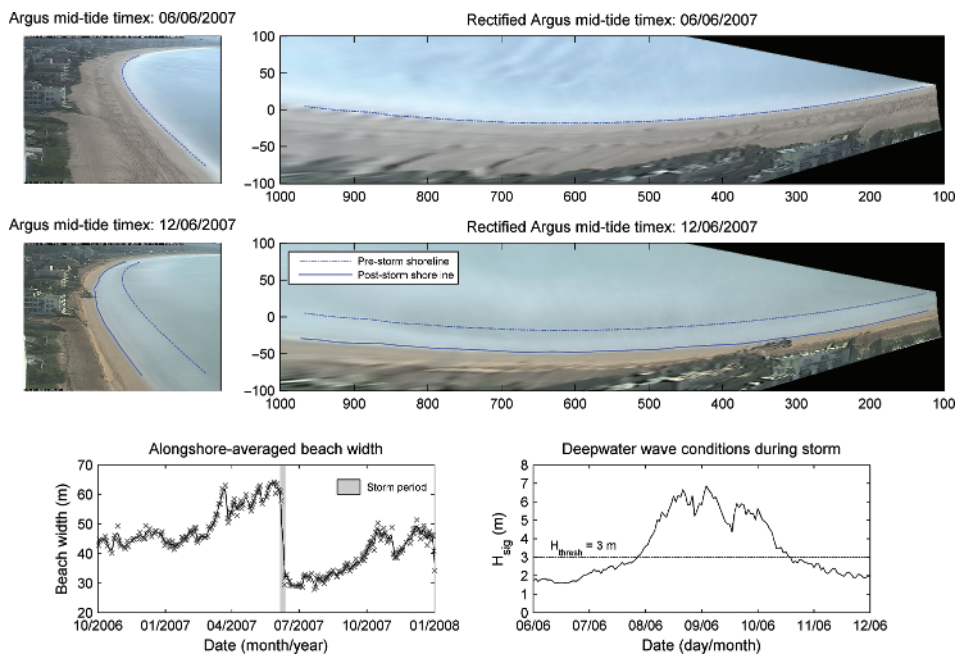 Argus mid-tide timex: 06/06/2007
Rectified Argus mid-tide timex: 06/06/2007
100
50
0
−50
−100
1000 900 800 700 600 500 400 300 200 100
Argus mid-tide timex: 12/06/2007
Rectified Argus mid-tide timex: 12/06/2007
100
50
0
−50
−100
Pre-storm shoreline
Post-storm shoreline
1000 900 800 700 600 500 400 300 200 100
Alongshore-averaged beach width
70
60
50
40
30
20
Beach width (m)
Storm period
10/2006 01/2007 04/2007 07/2007 10/2007 01/2008
Date (month/year)
Deepwater wave conditions during storm
8
7
6
5
4
3
2
1
0
Hsig (m)
Hthresh = 3 m
06/06 07/06 08/06 09/06 10/06 11/06 12/06
Date (day/month)